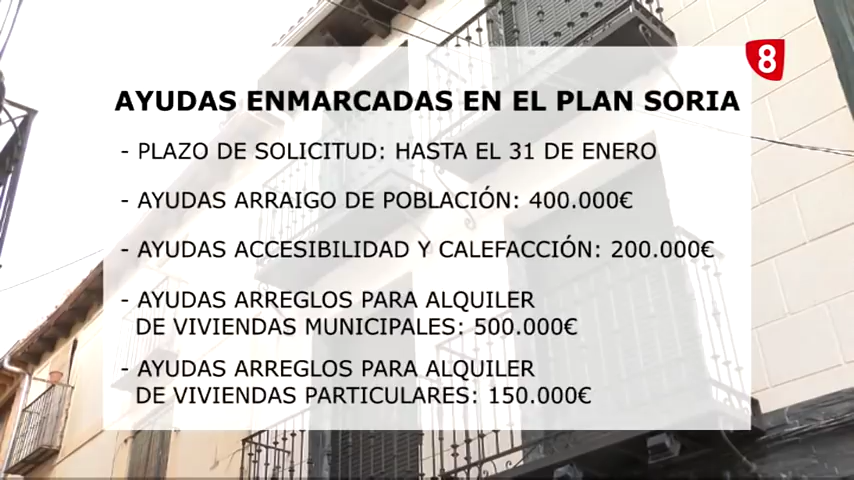 8
AYUDAS ENMARCADAS EN EL PLAN SORIA
- PLAZO DE SOLICITUD: HASTA EL 31 DE ENERO
- AYUDAS ARRAIGO DE POBLACIÓN: 400.000€
- AYUDAS ACCESIBILIDAD Y CALEFACCIÓN: 200.000€
- AYUDAS ARREGLOS PARA ALQUILER
DE VIVIENDAS MUNICIPALES: 500.000€
- AYUDAS ARREGLOS PARA ALQUILER
DE VIVIENDAS PARTICULARES: 150.000€